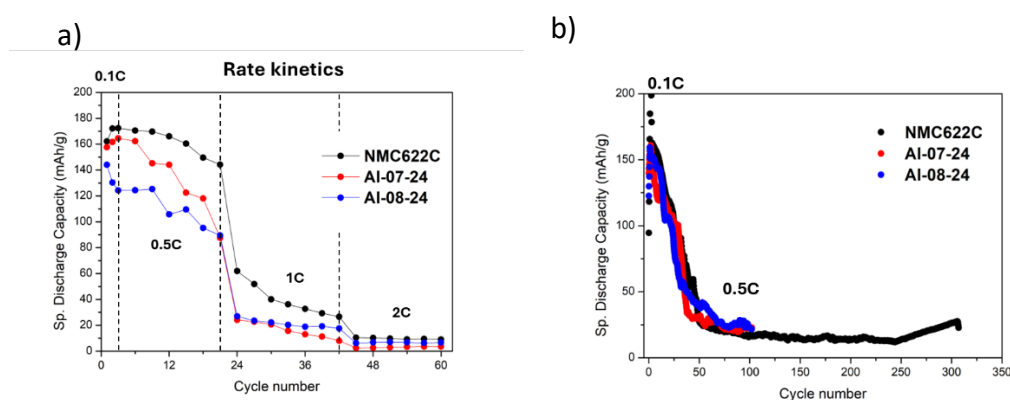 a)
Rate kinetics
0.1C
Sp. Discharge Capacity (mAh/g)
200
180
160
140
120
100
80
60
40
20
0
NMC622C
Al-07-24
Al-08-24
0.5C
1C
2C
0 12 24 36 48 60
Cycle number
b)
0.1C
Sp. Discharge Capacity (mAh/g)
200
150
100
50
0
NMC622C
Al-07-24
Al-08-24
0.5C
0 50 100 150 200 250 300 350
Cycle number